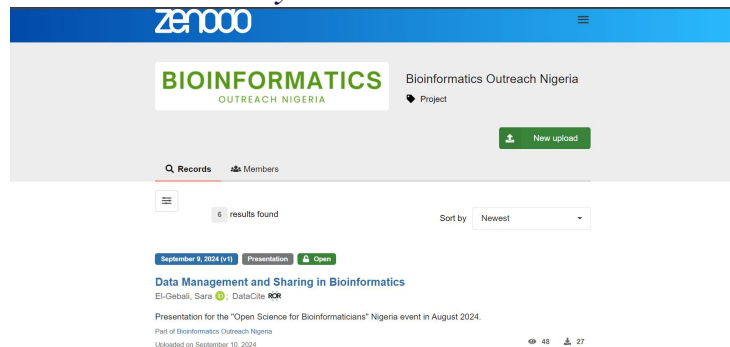 zenodo
BIOINFORMATICS
OUTREACH NIGERIA
Bioinformatics Outreach Nigeria
Project
New upload
Records Members
6 results found
Sort by Newest
September 9, 2024 (v1) Presentation Open
Data Management and Sharing in Bioinformatics
El-Gebali, Sara iD; DataCite ROR
Presentation for the "Open Science for Bioinformaticians" Nigeria event in August 2024.
Part of Bioinformatics Outreach Nigeria
Uploaded on September 10, 2024
48 27